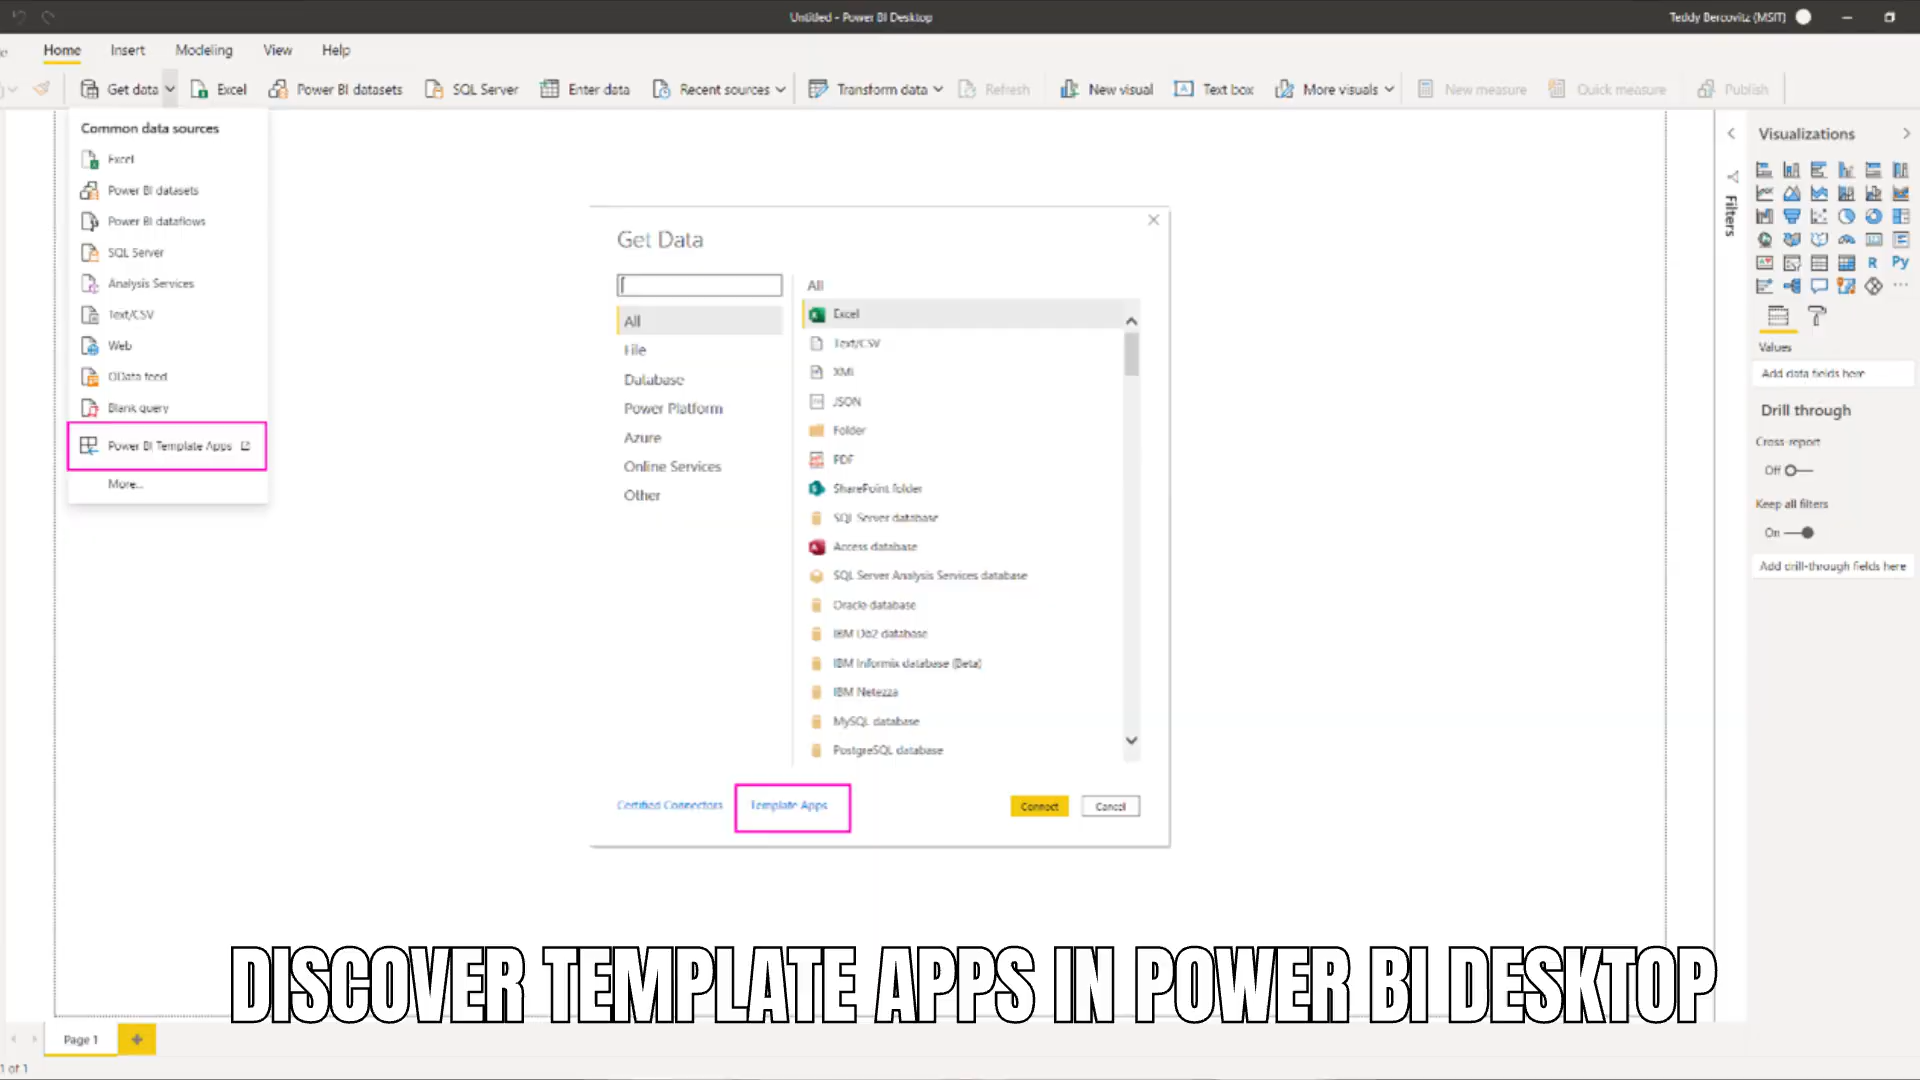 Untitled - Power BI Desktop
Teddy Bercovitz (MSIT)
Home Insert Modeling View Help
Get data Excel Power BI datasets SQL Server Enter data Recent sources Transform data Refresh New visual Text box More visuals New measure Quick measure Publish
Common data sources
Excel
Power BI datasets
Power BI dataflows
SQL Server
Analysis Services
Text/CSV
Web
OData feed
Blank query
Power BI Template Apps
More...
Get Data
All
File
Database
Power Platform
Azure
Online Services
Other
All
Excel
Text/CSV
XML
JSON
Folder
PDF
SharePoint folder
SQL Server database
Access database
SQL Server Analysis Services database
Oracle database
IBM Db2 database
IBM Informix database (Beta)
IBM Netezza
MySQL database
PostgreSQL database
Certified Connectors
Template Apps
Connect
Cancel
Filters
Visualizations
R Py
Values
Add data fields here
Drill through
Cross-report
Off
Keep all filters
On
Add drill-through fields here
DISCOVER TEMPLATE APPS IN POWER BI DESKTOP
Page 1
1 of 1